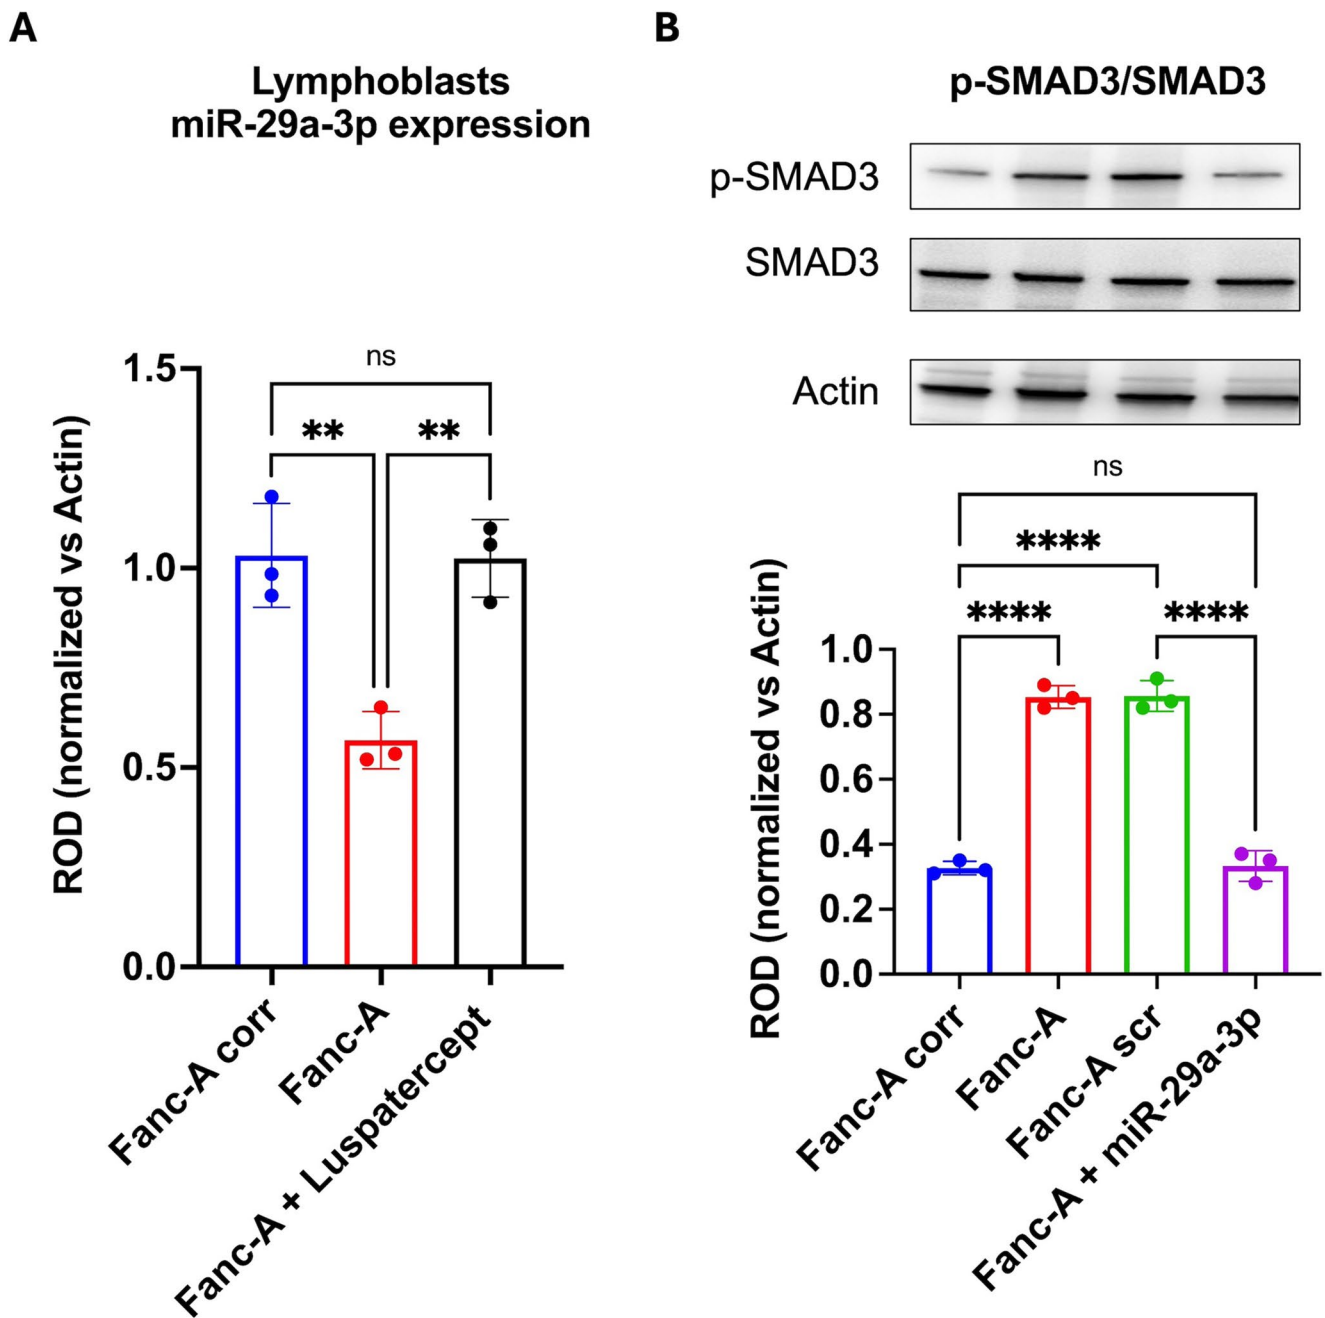 A
Lymphoblasts
miR-29a-3p expression
ROD (normalized vs Actin)
1.5
1.0
0.5
0.0
ns
** **
Fanc-A corr
Fanc-A
Fanc-A + Luspatercept
B
p-SMAD3/SMAD3
p-SMAD3
SMAD3
Actin
ROD (normalized vs Actin)
1.0
0.8
0.6
0.4
0.2
0.0
ns
****
**** ****
Fanc-A corr
Fanc-A
Fanc-A scr
Fanc-A + miR-29a-3p